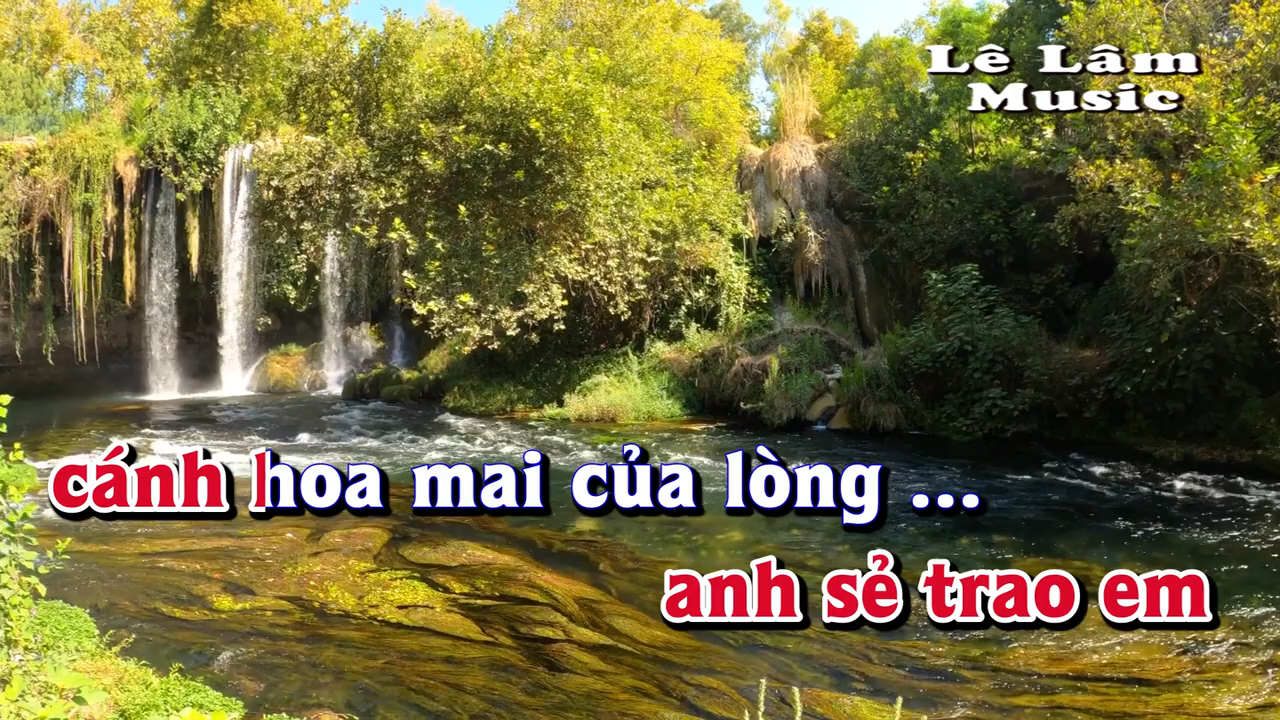 Lê Lâm
Music
cánh hoa mai của lòng ...
anh sẻ trao em